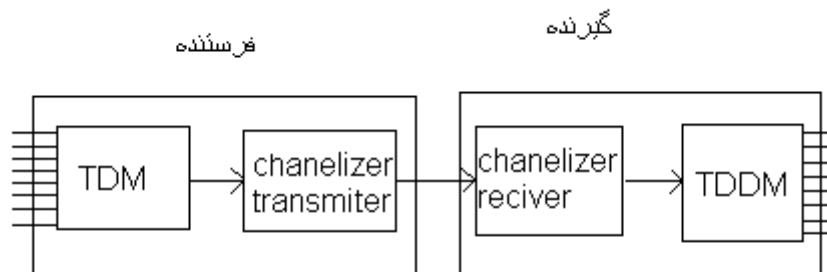 گیرنده
فرستنده
TDM
chanelizer
transmiter
chanelizer
reciver
TDDM